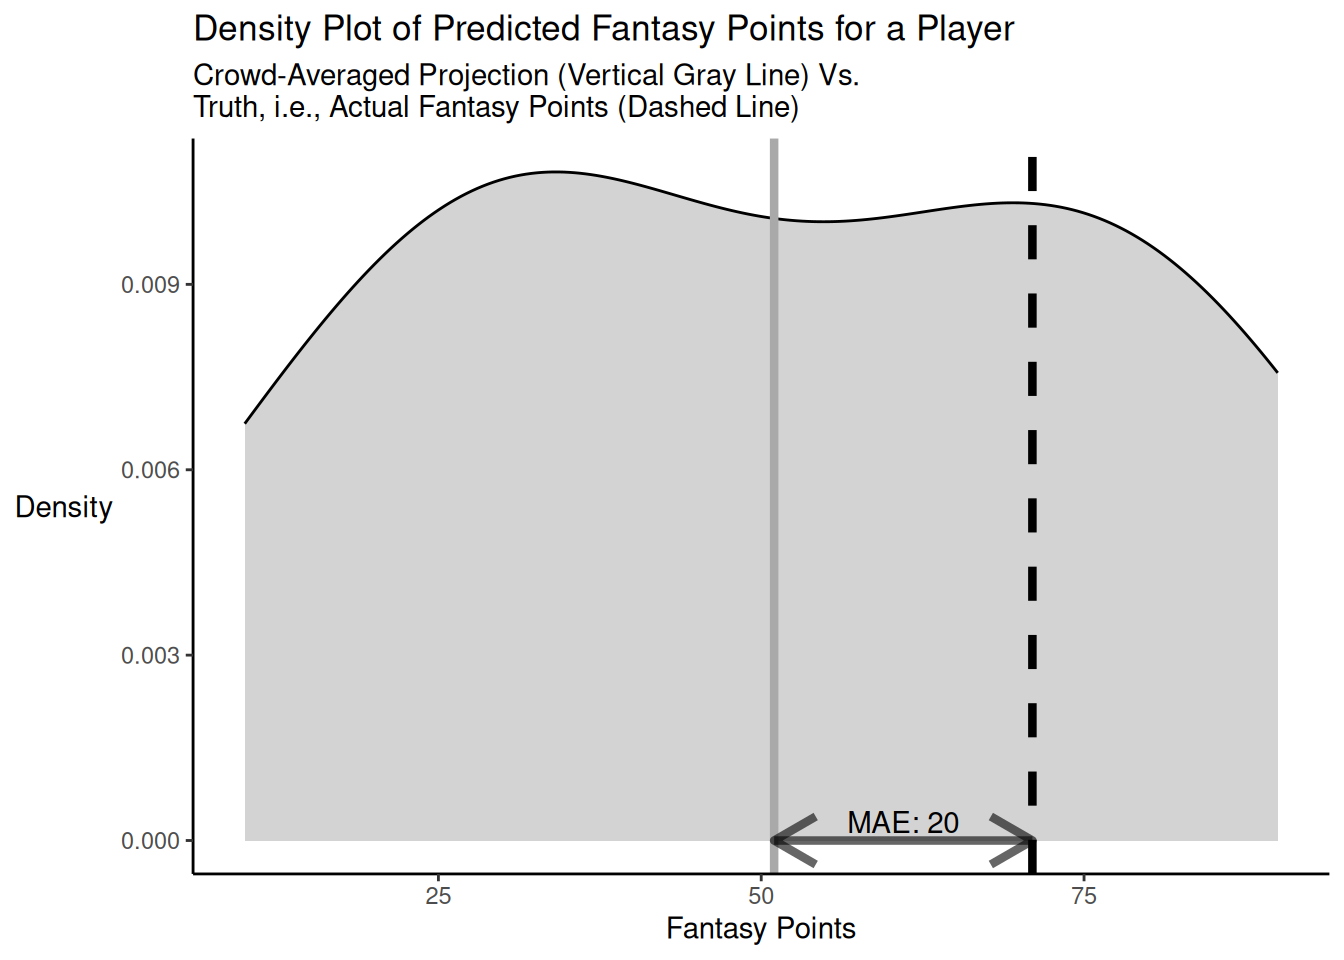 Density Plot of Predicted Fantasy Points for a Player
Crowd-Averaged Projection (Vertical Gray Line) Vs.
Truth, i.e., Actual Fantasy Points (Dashed Line)
0.009
0.006
Density
0.003
0.000
MAE: 20
25
50
75
Fantasy Points